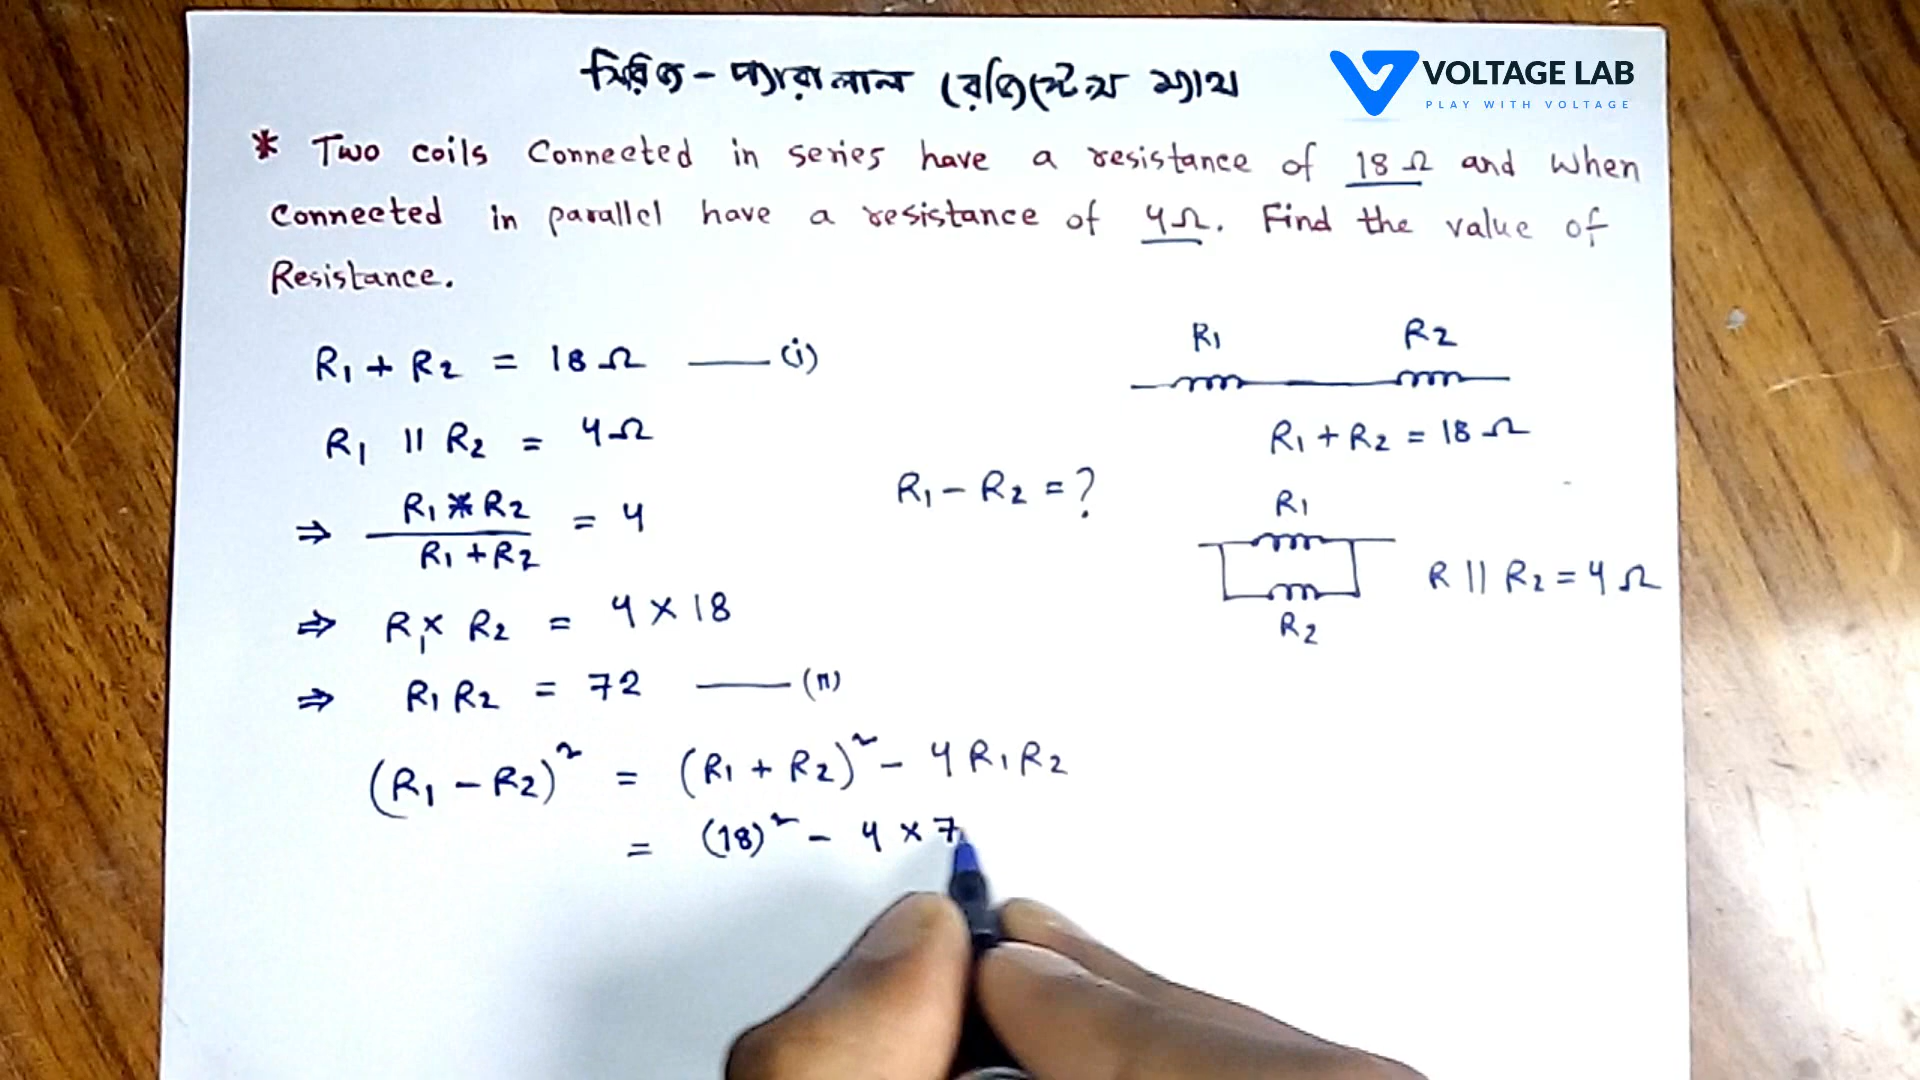 সিরিজ - প্যারালাল রেজিস্টেন্স ম্যাথ
VOLTAGE LAB
PLAY WITH VOLTAGE
* Two coils Connected in series have a resistance of 18 Ω and when
Connected in parallel have a resistance of 4Ω. Find the value of
Resistance.
R1 + R2 = 18 Ω —— (i)
R1 || R2 = 4Ω
⇒ R1 * R2 / R1 + R2 = 4
⇒ R1 × R2 = 4 × 18
⇒ R1 R2 = 72 —— (II)
(R1 − R2)² = (R1 + R2)² − 4 R1 R2
= (18)² − 4 × 7
R1 − R2 = ?
R1 R2
R1 + R2 = 18 Ω
R1
R || R2 = 4 Ω
R2